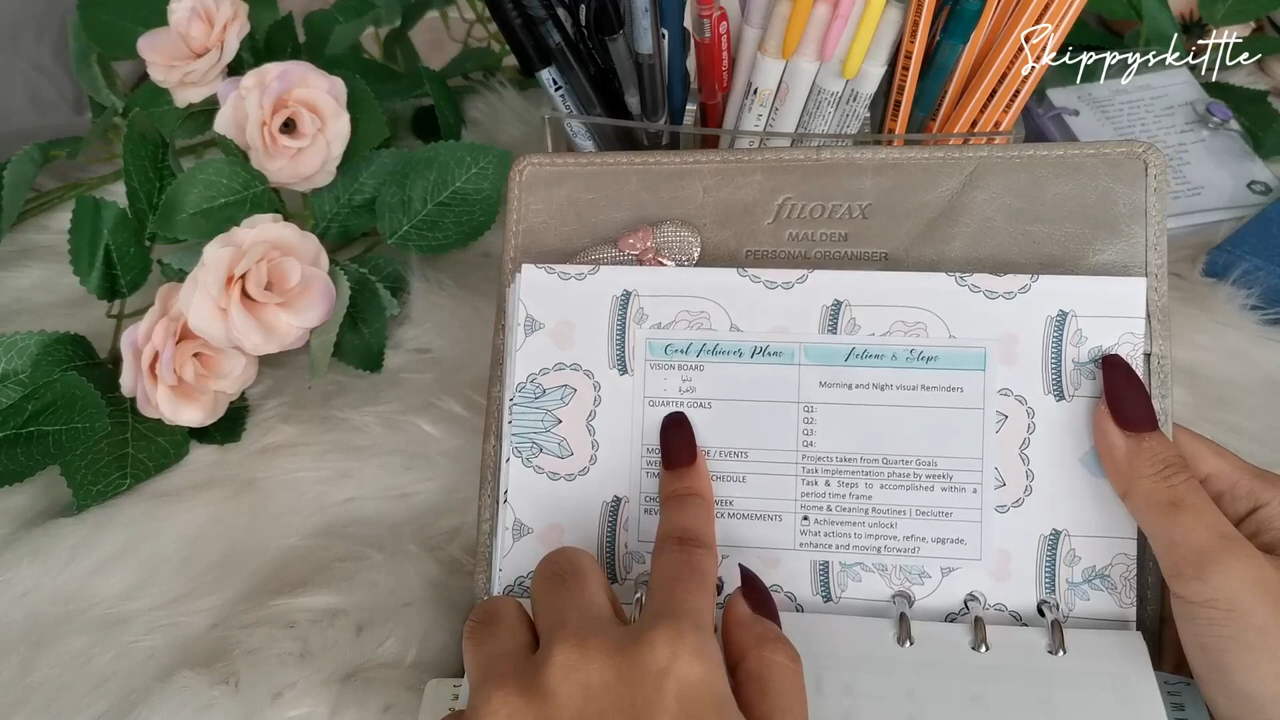 Skippyskittle
fILOFAX
MALDEN
PERSONAL ORGANISER
Goal Achiever Plans
Actions & Steps
VISION BOARD
- دنيا
- الآخرة
Morning and Night visual Reminders
QUARTER GOALS
Q1:
Q2:
Q3:
Q4:
/ EVENTS
Projects taken from Quarter Goals
Task implementation phase by weekly
SCHEDULE
Task & Steps to accomplished within a
period time frame
WEEK
Home & Cleaning Routines | Declutter
MOMEMENTS
Achievement unlock!
What actions to improve, refine, upgrade,
enhance and moving forward?